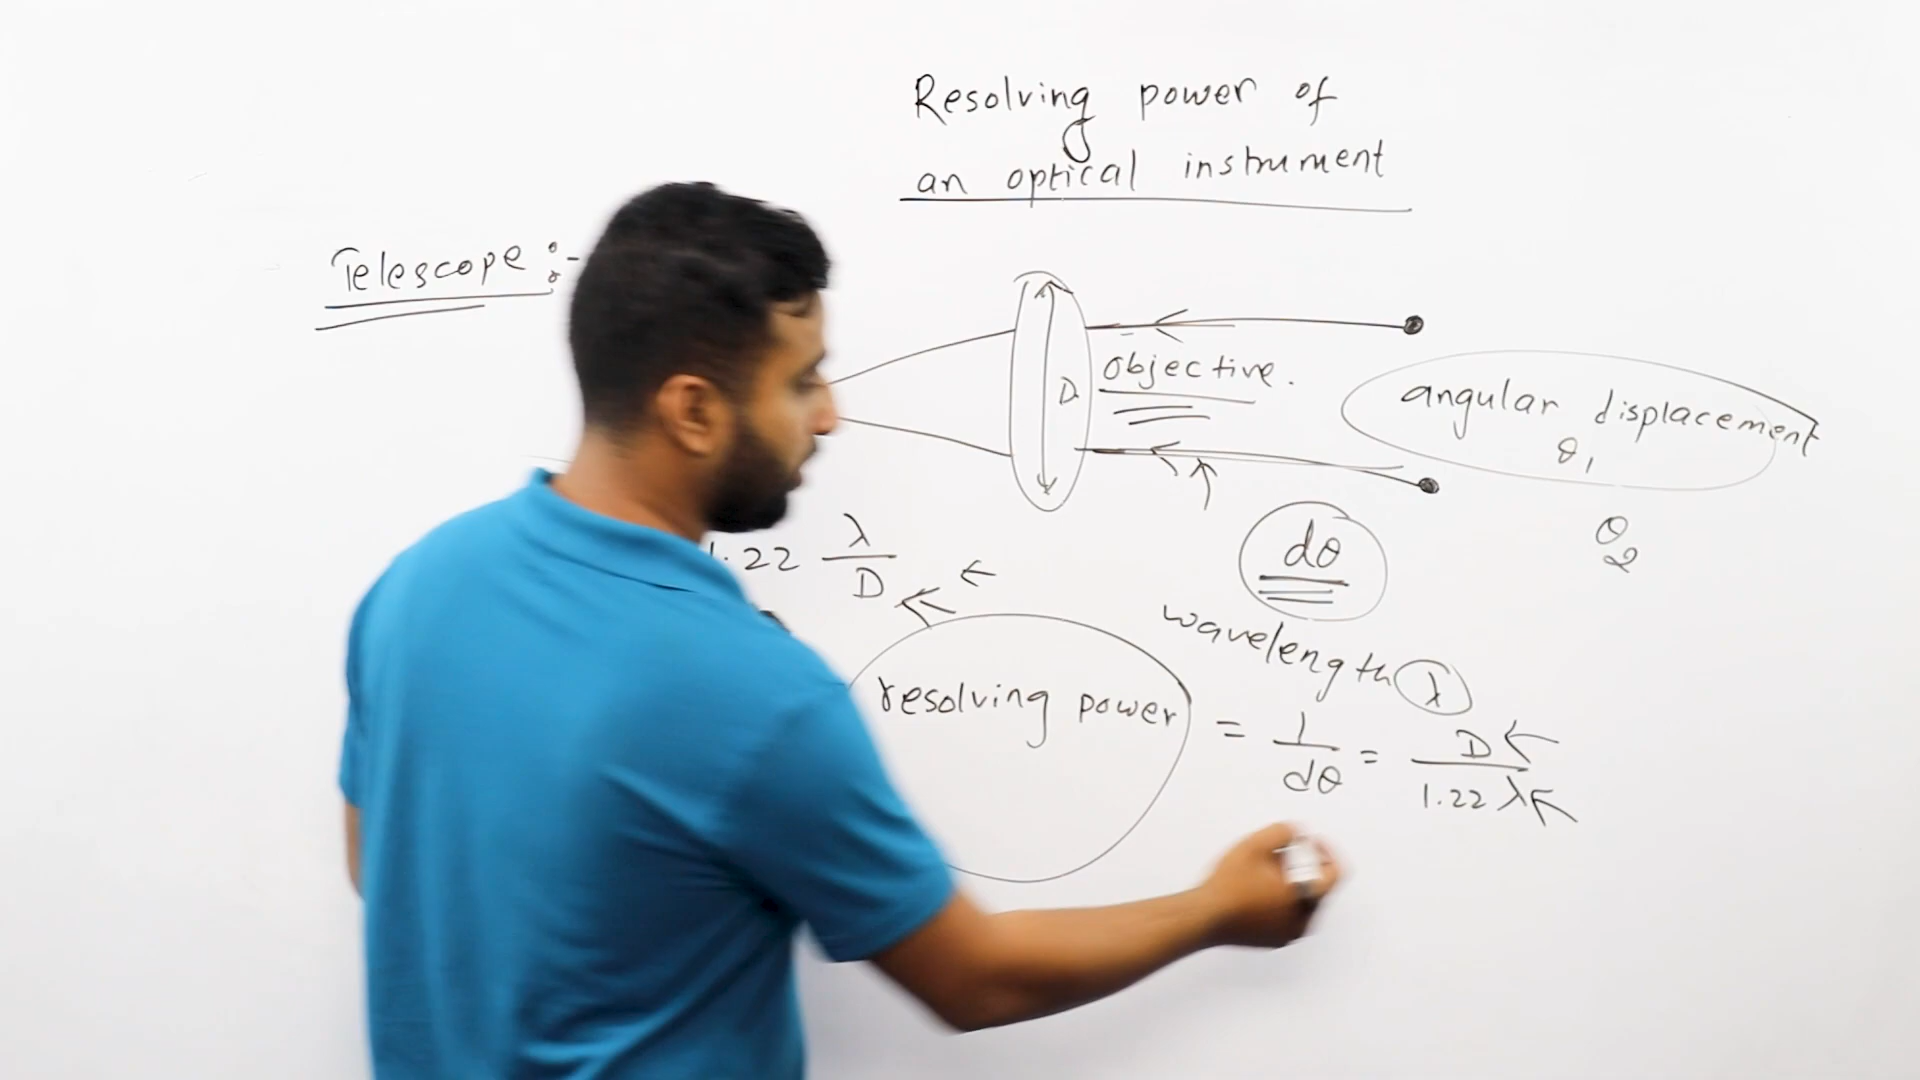 Resolving power of
an optical instrument
Telescope :-
D
objective.
angular displacement
θ1
θ2
.22 λ/D
dθ
wavelength λ
resolving power = 1/dθ = D/1.22 λ